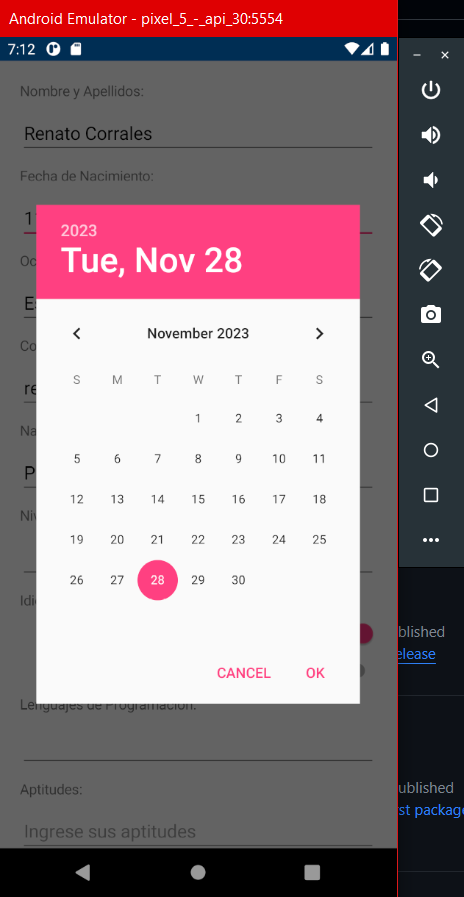 Android Emulator - pixel_5_-_api_30:5554
7:12
Nombre y Apellidos:
Renato Corrales
Fecha de Nacimiento:
2023
Tue, Nov 28
November 2023
S M T W T F S
1 2 3 4
5 6 7 8 9 10 11
12 13 14 15 16 17 18
19 20 21 22 23 24 25
26 27 28 29 30
CANCEL OK
Lenguajes de Programación:
Aptitudes:
Ingrese sus aptitudes
blished
elease
ublished
rst package